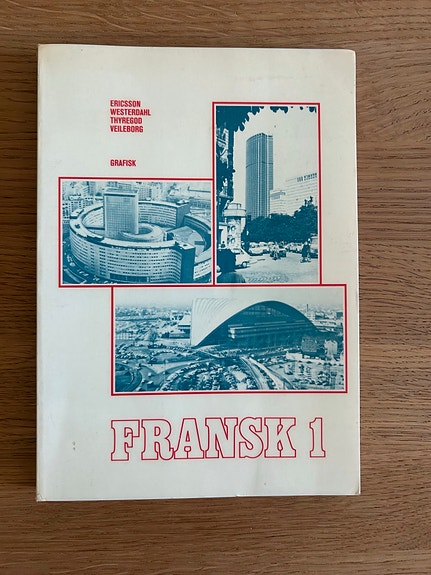 ERICSSON
WESTERDAHL
THYREGOD
VEILEBORG
GRAFISK
FRANSK 1